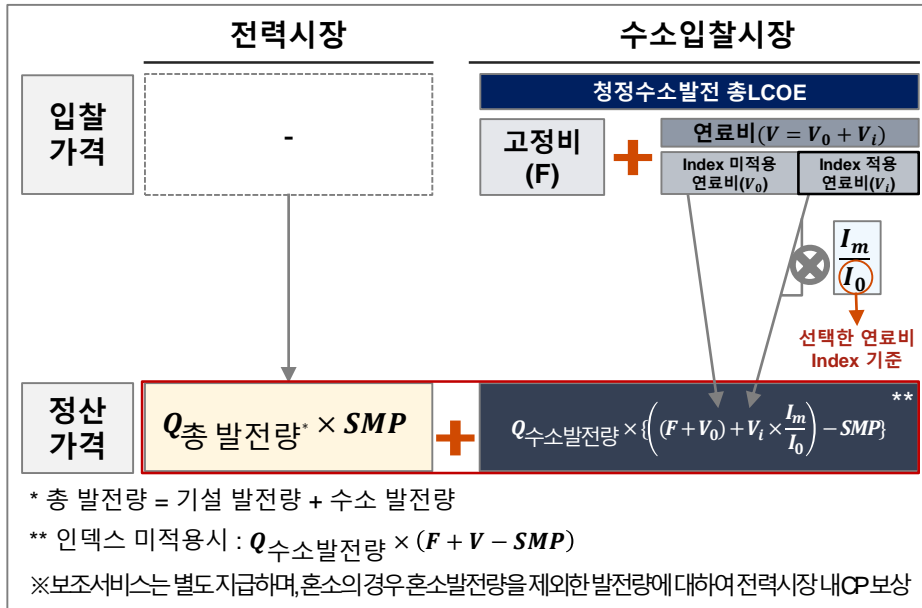 전력시장
수소입찰시장
입찰
가격
-
청정수소발전 총LCOE
고정비
(F)
+
연료비(V = V₀ + Vᵢ)
Index 미적용
연료비(V₀)
Index 적용
연료비(Vᵢ)
⊗
Iₘ
I₀
선택한 연료비
Index 기준
정산
가격
Q총 발전량* × SMP
+
Q수소발전량 × {((F + V₀) + Vᵢ × Iₘ/I₀) − SMP}
**
* 총 발전량 = 기설 발전량 + 수소 발전량
** 인덱스 미적용시 : Q수소발전량 × (F + V − SMP)
※보조서비스는 별도 지급하며, 혼소의 경우 혼소발전량을 제외한 발전량에 대하여 전력시장 내 CP 보상